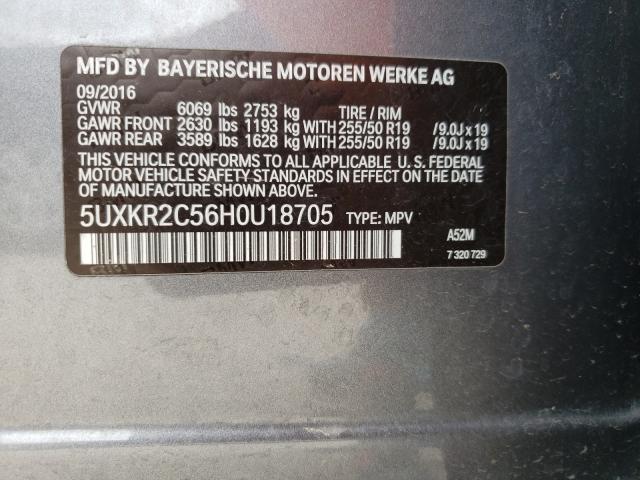 MFD BY BAYERISCHE MOTOREN WERKE AG
09/2016
GVWR 6069 lbs 2753 kg TIRE / RIM
GAWR FRONT 2630 lbs 1193 kg WITH 255/50 R19 /9.0J x 19
GAWR REAR 3589 lbs 1628 kg WITH 255/50 R19 /9.0J x 19
THIS VEHICLE CONFORMS TO ALL APPLICABLE U. S. FEDERAL
MOTOR VEHICLE SAFETY STANDARDS IN EFFECT ON THE DATE
OF MANUFACTURE SHOWN ABOVE.
5UXKR2C56H0U18705 TYPE: MPV
A52M
7 320 729